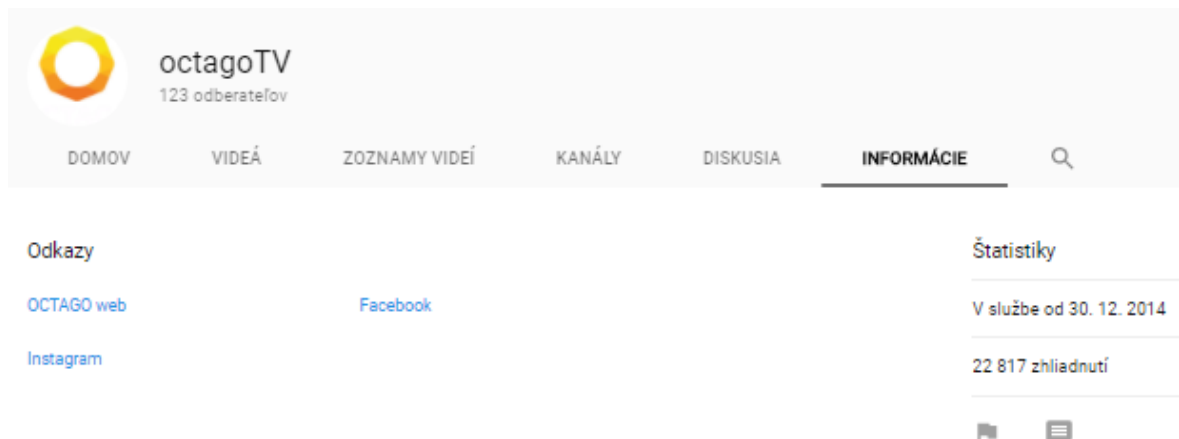 octagoTV
123 odberateľov
DOMOV VIDEÁ ZOZNAMY VIDEÍ KANÁLY DISKUSIA INFORMÁCIE
Odkazy
OCTAGO web Facebook
Instagram
Štatistiky
V službe od 30. 12. 2014
22 817 zhliadnutí